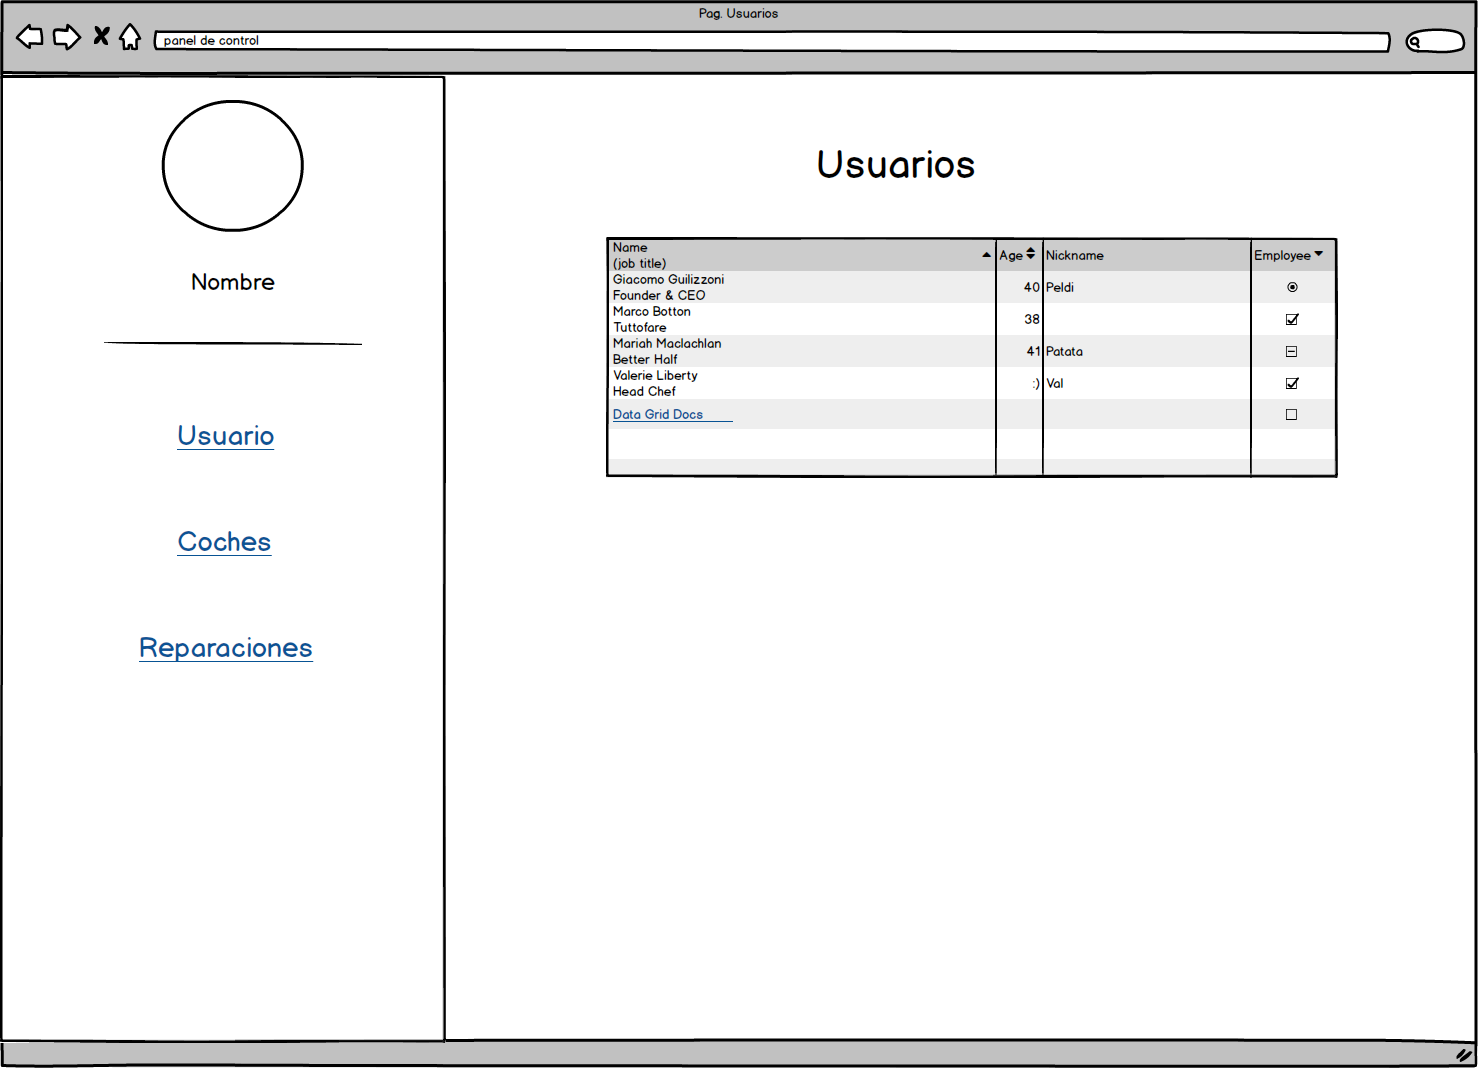 Pag. Usuarios
panel de control
Nombre
Usuario
Coches
Reparaciones
Usuarios
Name
(job title)
Age
Nickname
Employee
Giacomo Guilizzoni
Founder & CEO
40
Peldi
Marco Botton
Tuttofare
38
Mariah Maclachlan
Better Half
41
Patata
Valerie Liberty
Head Chef
:)
Val
Data Grid Docs